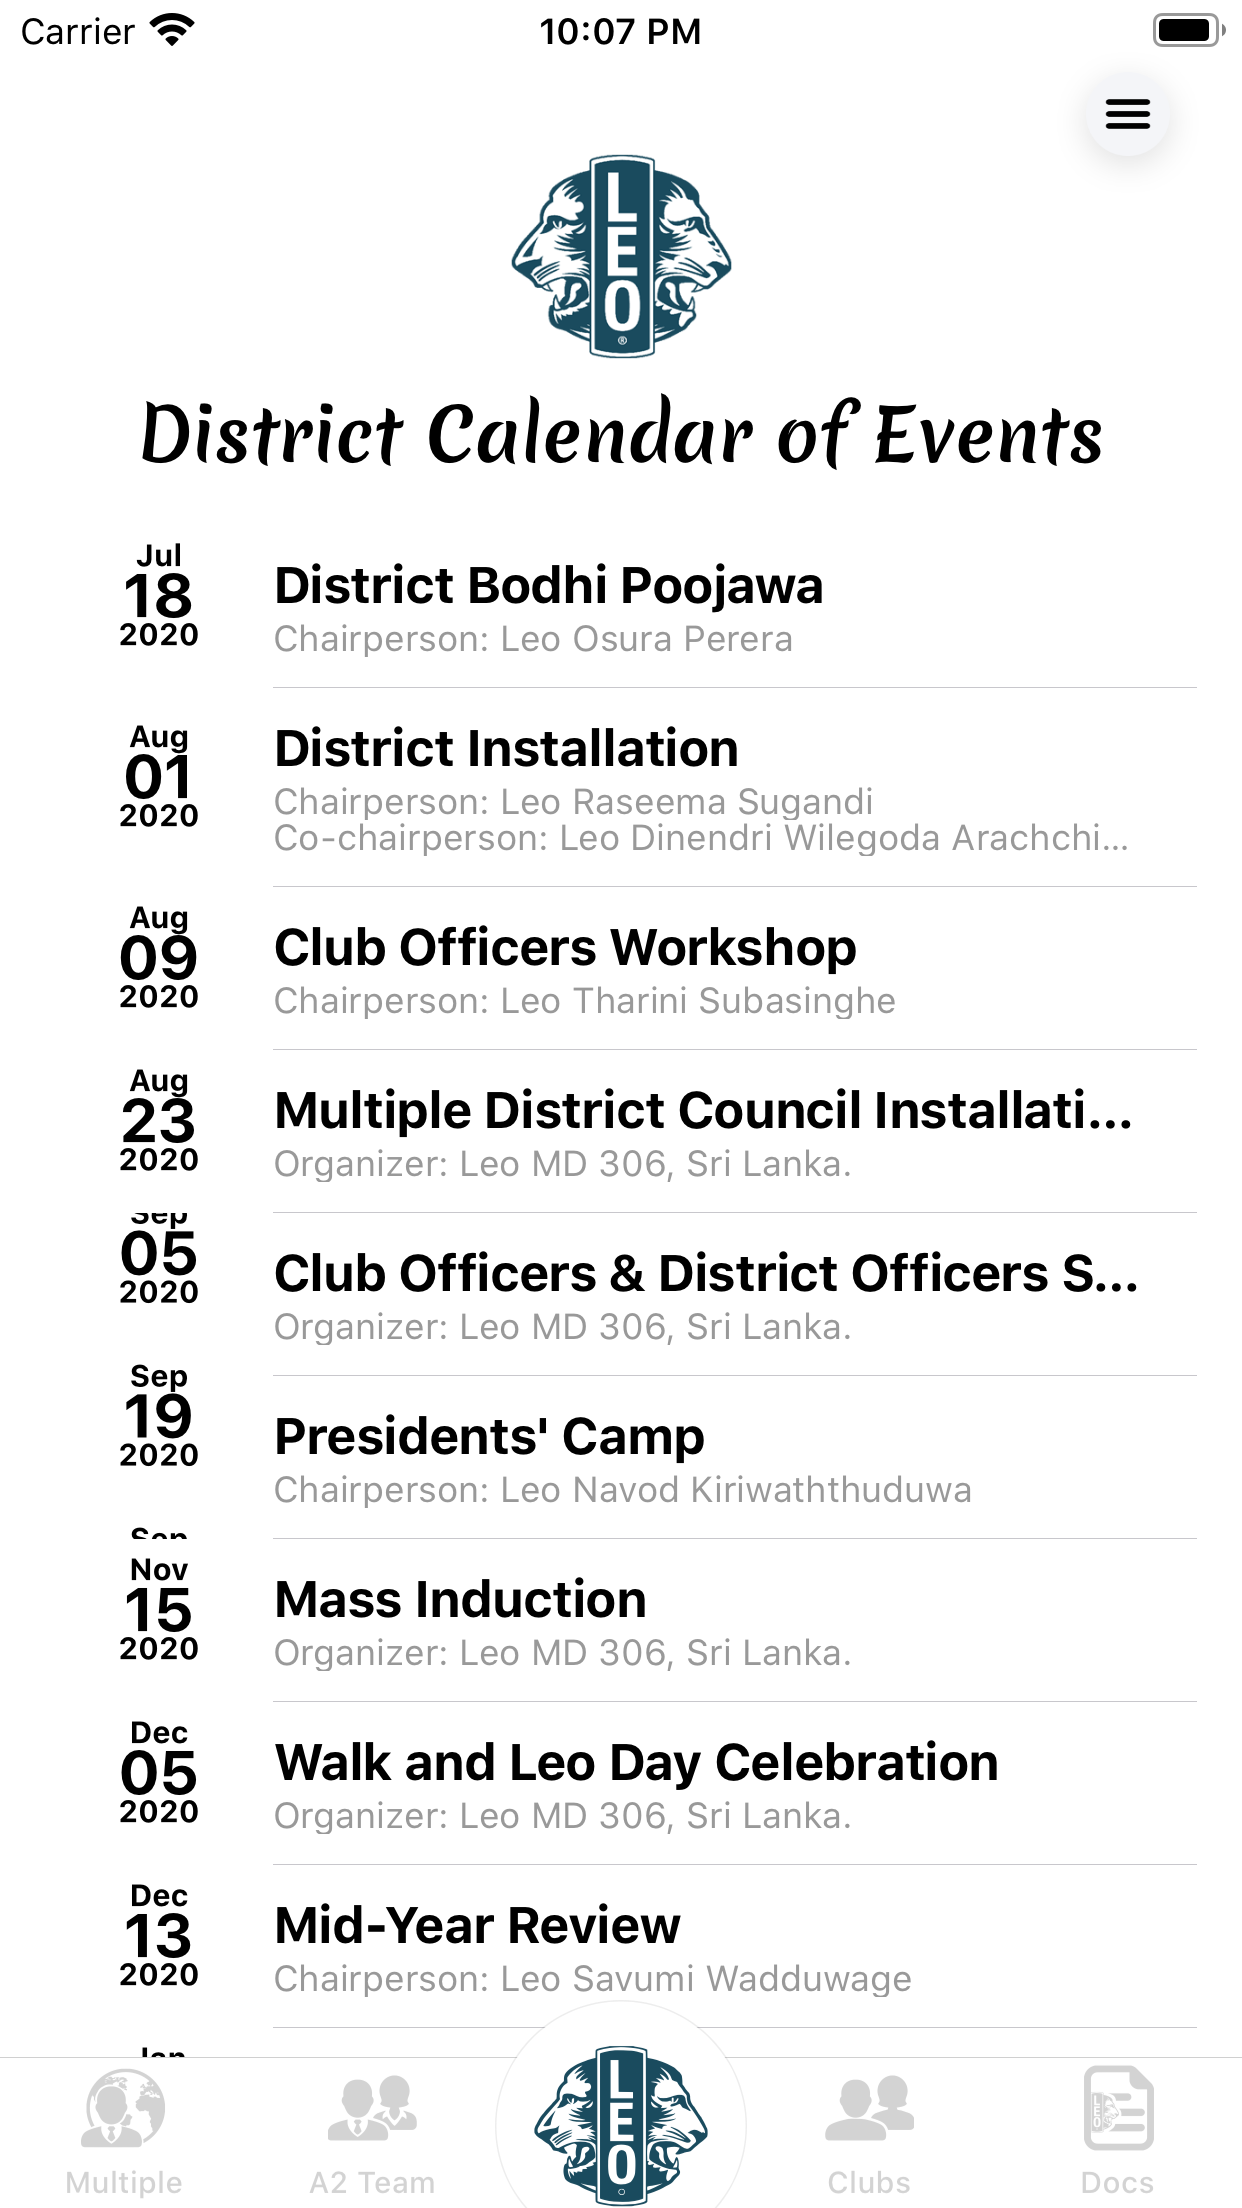 Carrier 10:07 PM
LEO
®
District Calendar of Events
Jul
18
2020
District Bodhi Poojawa
Chairperson: Leo Osura Perera
Aug
01
2020
District Installation
Chairperson: Leo Raseema Sugandi
Co-chairperson: Leo Dinendri Wilegoda Arachchi...
Aug
09
2020
Club Officers Workshop
Chairperson: Leo Tharini Subasinghe
Aug
23
2020
Multiple District Council Installati...
Organizer: Leo MD 306, Sri Lanka.
Sep
05
2020
Club Officers & District Officers S...
Organizer: Leo MD 306, Sri Lanka.
Sep
19
2020
Presidents' Camp
Chairperson: Leo Navod Kiriwaththuduwa
Sep
Nov
15
2020
Mass Induction
Organizer: Leo MD 306, Sri Lanka.
Dec
05
2020
Walk and Leo Day Celebration
Organizer: Leo MD 306, Sri Lanka.
Dec
13
2020
Mid-Year Review
Chairperson: Leo Savumi Wadduwage
Jan
LEO
LEO
Multiple
A2 Team
Clubs
Docs